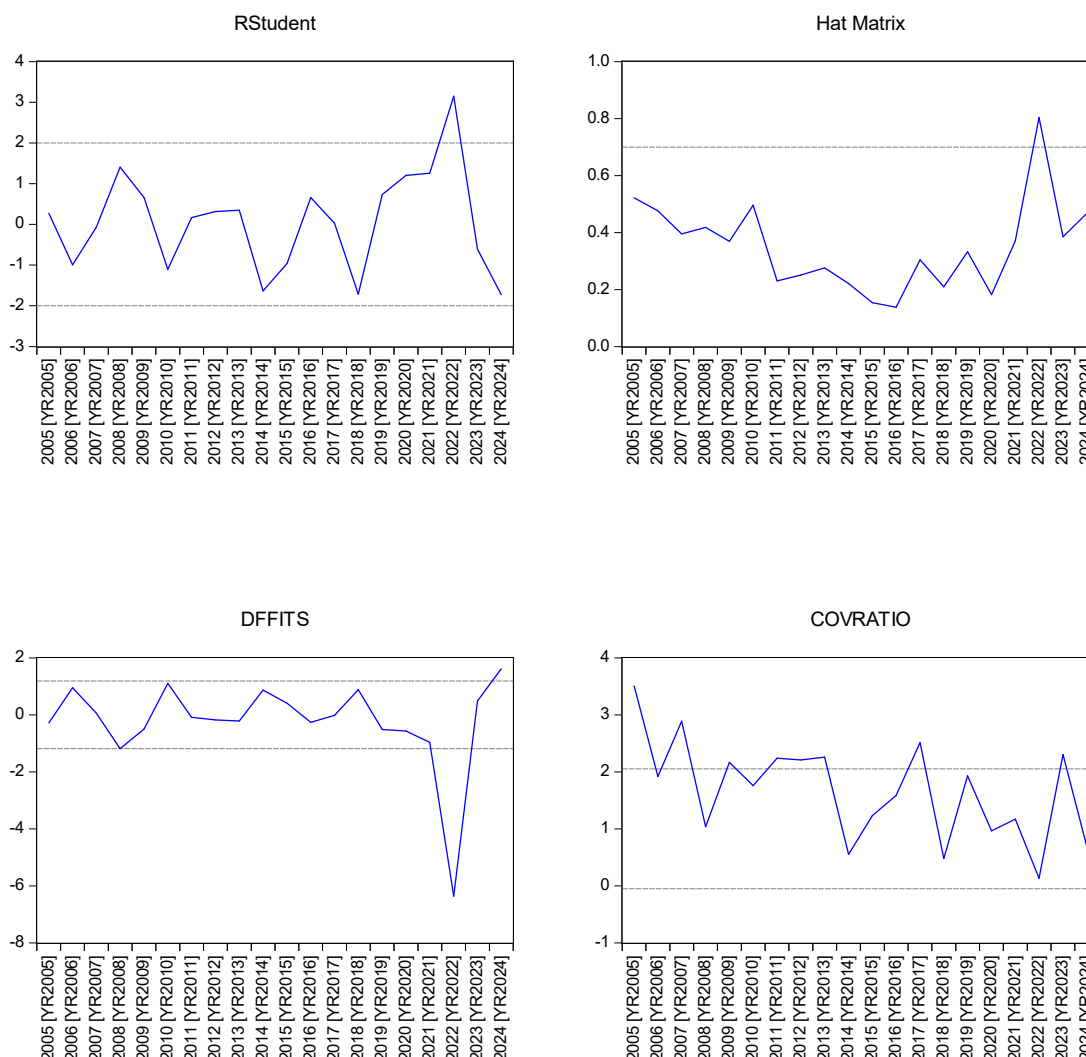 RStudent
4
3
2
1
0
-1
-2
-3
2005 [YR2005]
2006 [YR2006]
2007 [YR2007]
2008 [YR2008]
2009 [YR2009]
2010 [YR2010]
2011 [YR2011]
2012 [YR2012]
2013 [YR2013]
2014 [YR2014]
2015 [YR2015]
2016 [YR2016]
2017 [YR2017]
2018 [YR2018]
2019 [YR2019]
2020 [YR2020]
2021 [YR2021]
2022 [YR2022]
2023 [YR2023]
2024 [YR2024]
Hat Matrix
1.0
0.8
0.6
0.4
0.2
0.0
2005 [YR2005]
2006 [YR2006]
2007 [YR2007]
2008 [YR2008]
2009 [YR2009]
2010 [YR2010]
2011 [YR2011]
2012 [YR2012]
2013 [YR2013]
2014 [YR2014]
2015 [YR2015]
2016 [YR2016]
2017 [YR2017]
2018 [YR2018]
2019 [YR2019]
2020 [YR2020]
2021 [YR2021]
2022 [YR2022]
2023 [YR2023]
2024 [YR2024]
DFFITS
2
0
-2
-4
-6
-8
2005 [YR2005]
2006 [YR2006]
2007 [YR2007]
2008 [YR2008]
2009 [YR2009]
2010 [YR2010]
2011 [YR2011]
2012 [YR2012]
2013 [YR2013]
2014 [YR2014]
2015 [YR2015]
2016 [YR2016]
2017 [YR2017]
2018 [YR2018]
2019 [YR2019]
2020 [YR2020]
2021 [YR2021]
2022 [YR2022]
2023 [YR2023]
2024 [YR2024]
COVRATIO
4
3
2
1
0
-1
2005 [YR2005]
2006 [YR2006]
2007 [YR2007]
2008 [YR2008]
2009 [YR2009]
2010 [YR2010]
2011 [YR2011]
2012 [YR2012]
2013 [YR2013]
2014 [YR2014]
2015 [YR2015]
2016 [YR2016]
2017 [YR2017]
2018 [YR2018]
2019 [YR2019]
2020 [YR2020]
2021 [YR2021]
2022 [YR2022]
2023 [YR2023]
2024 [YR2024]